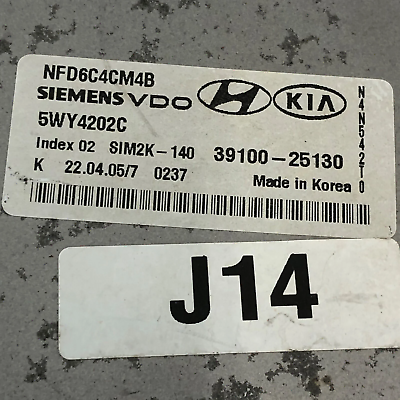 NFD6C4CM4B
SIEMENS VDO KIA
5WY4202C
Index 02 SIM2K-140 39100-25130
K 22.04.05/7 0237 Made in Korea
N4N542T0
J14